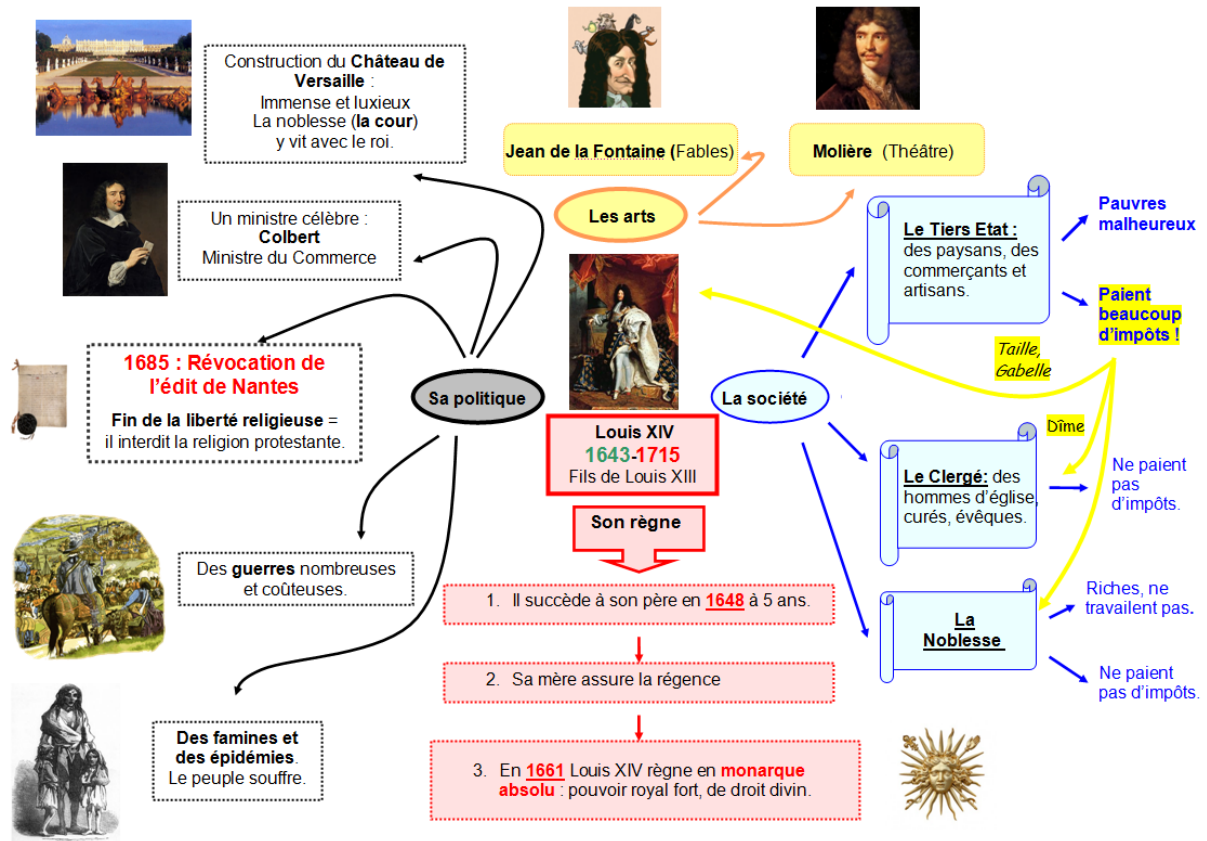 Construction du Château de
Versaille :
Immense et luxieux
La noblesse (la cour)
y vit avec le roi.
Un ministre célèbre :
Colbert
Ministre du Commerce
1685 : Révocation de
l'édit de Nantes
Fin de la liberté religieuse =
il interdit la religion protestante.
Des guerres nombreuses
et coûteuses.
Des famines et
des épidémies.
Le peuple souffre.
Sa politique
Jean de la Fontaine (Fables)
Molière (Théâtre)
Les arts
Louis XIV
1643-1715
Fils de Louis XIII
Son règne
1. Il succède à son père en 1648 à 5 ans.
2. Sa mère assure la régence
3. En 1661 Louis XIV règne en monarque
absolu : pouvoir royal fort, de droit divin.
La société
Le Tiers Etat :
des paysans, des
commerçants et
artisans.
Pauvres
malheureux
Paient
beaucoup
d'impôts !
Taille,
Gabelle
Dîme
Le Clergé: des
hommes d'église,
curés, évêques.
Ne paient
pas
d'impôts.
La
Noblesse
Riches, ne
travailent pas.
Ne paient
pas d'impôts.